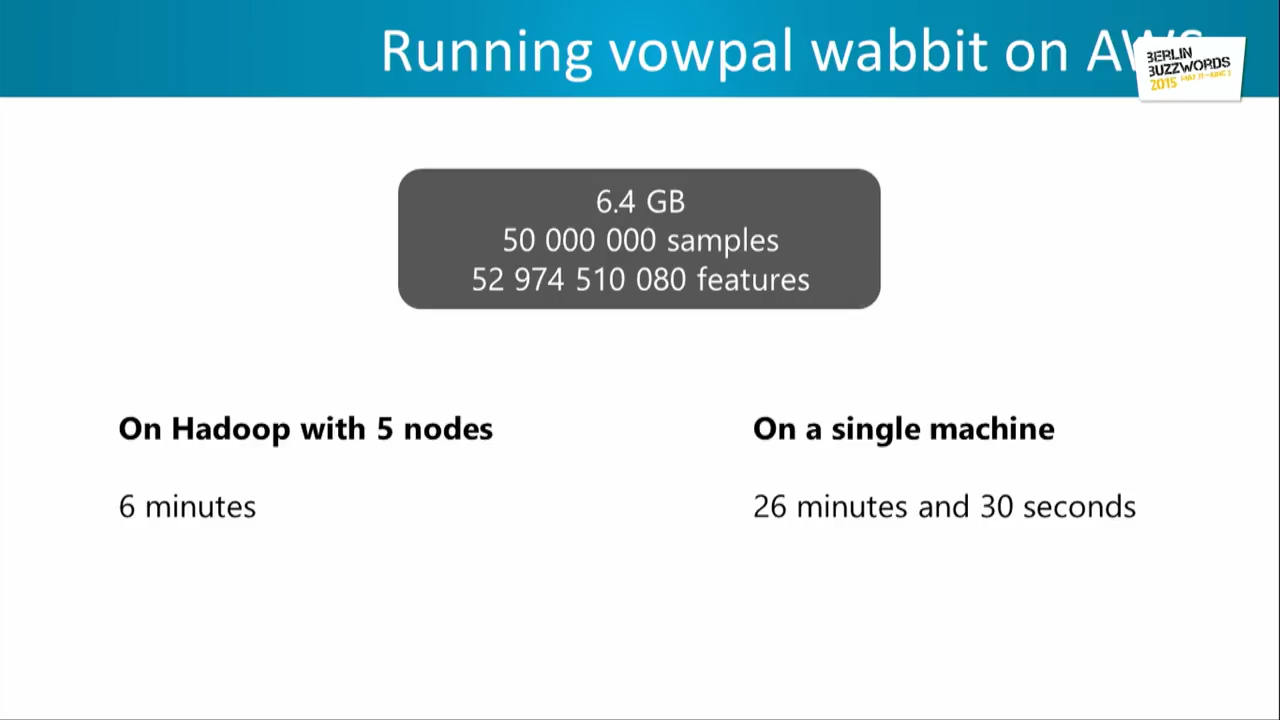 Running vowpal wabbit on AWS
BERLIN
BUZZWORDS
2015
6.4 GB
50 000 000 samples
52 974 510 080 features
On Hadoop with 5 nodes
On a single machine
6 minutes
26 minutes and 30 seconds